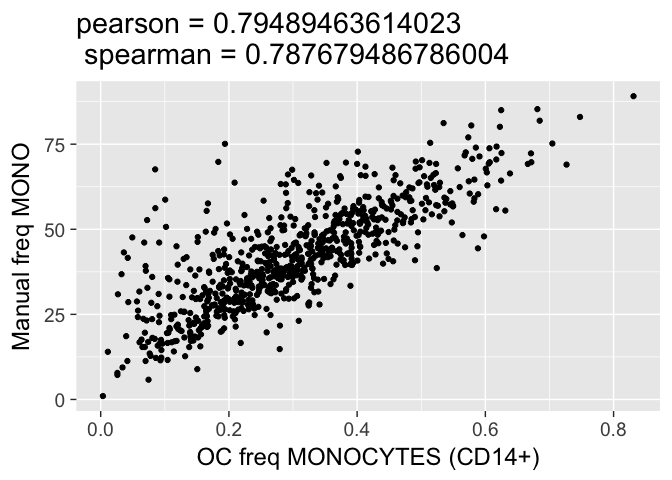 pearson = 0.79489463614023
spearman = 0.787679486786004
75
50
25
0
Manual freq MONO
0.0 0.2 0.4 0.6 0.8
OC freq MONOCYTES (CD14+)